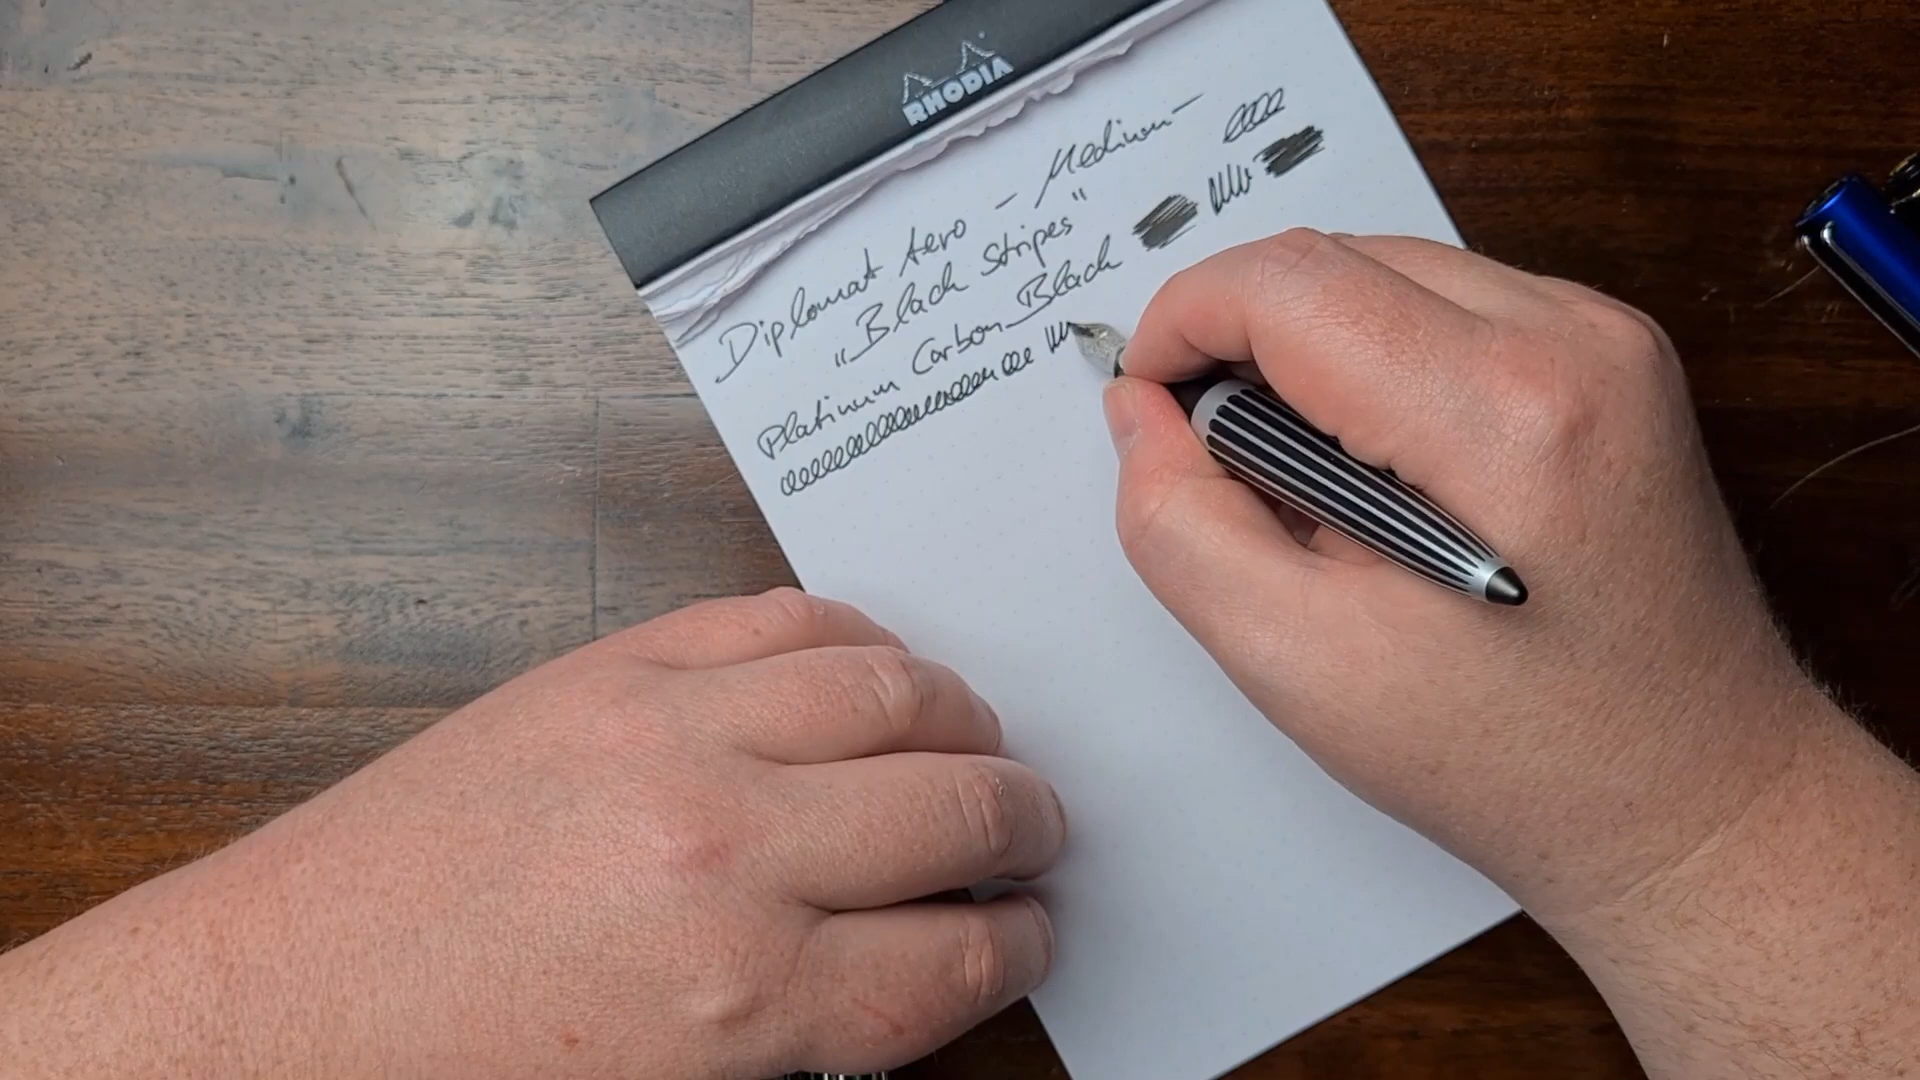 RHODIA
Diplomat Aero - Medium -
„Black Stripes"
Platinum Carbon Black